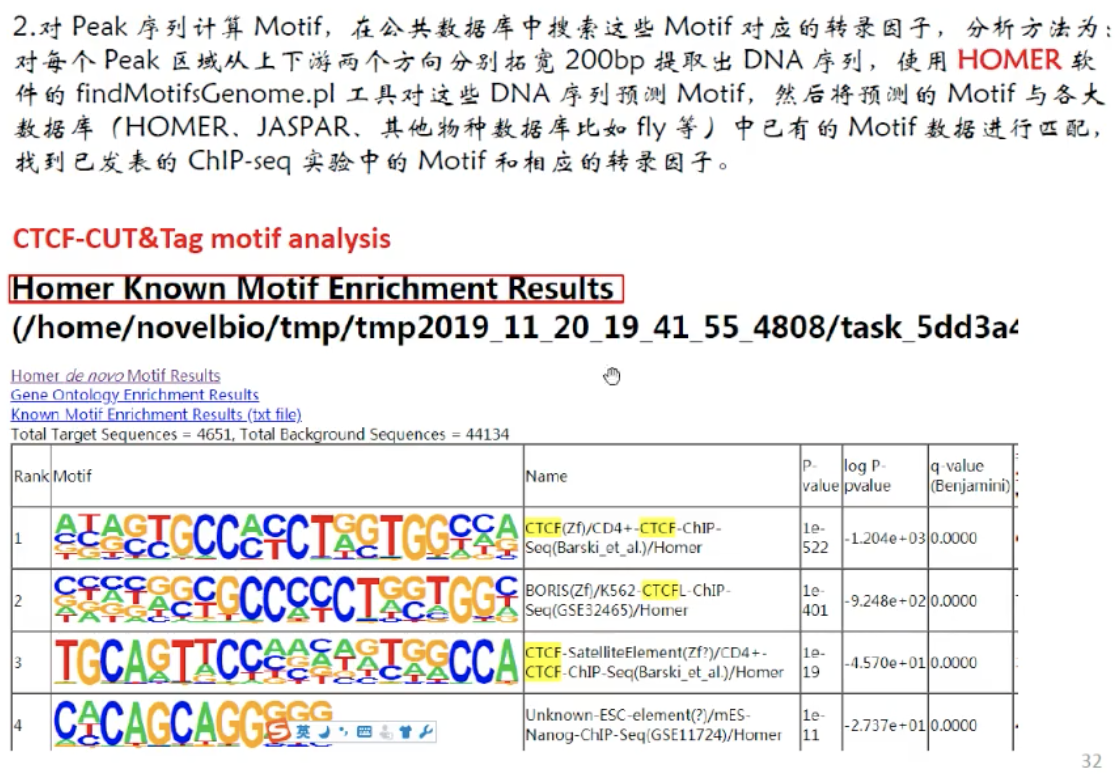 2.对 Peak 序列计算 Motif，在公共数据库中搜索这些 Motif 对应的转录因子，分析方法为：
对每个 Peak 区域从上下游两个方向分别拓宽 200bp 提取出 DNA 序列，使用 HOMER 软
件的 findMotifsGenome.pl 工具对这些 DNA 序列预测 Motif，然后将预测的 Motif 与各大
数据库（HOMER、JASPAR、其他物种数据库比如 fly 等）中已有的 Motif 数据进行匹配，
找到已发表的 ChIP-seq 实验中的 Motif 和相应的转录因子。
CTCF-CUT&Tag motif analysis
Homer Known Motif Enrichment Results
(/home/novelbio/tmp/tmp2019_11_20_19_41_55_4808/task_5dd3a4
Homer de novo Motif Results
Gene Ontology Enrichment Results
Known Motif Enrichment Results (txt file)
Total Target Sequences = 4651, Total Background Sequences = 44134
Rank Motif Name P-value log P-pvalue q-value (Benjamini)
1 CTCF(Zf)/CD4+-CTCF-ChIP-Seq(Barski_et_al.)/Homer 1e-522 -1.204e+03 0.0000
2 BORIS(Zf)/K562-CTCFL-ChIP-Seq(GSE32465)/Homer 1e-401 -9.248e+02 0.0000
3 CTCF-SatelliteElement(Zf?)/CD4+-CTCF-ChIP-Seq(Barski_et_al.)/Homer 1e-19 -4.570e+01 0.0000
4 Unknown-ESC-element(?)/mES-Nanog-ChIP-Seq(GSE11724)/Homer 1e-11 -2.737e+01 0.0000
英
32